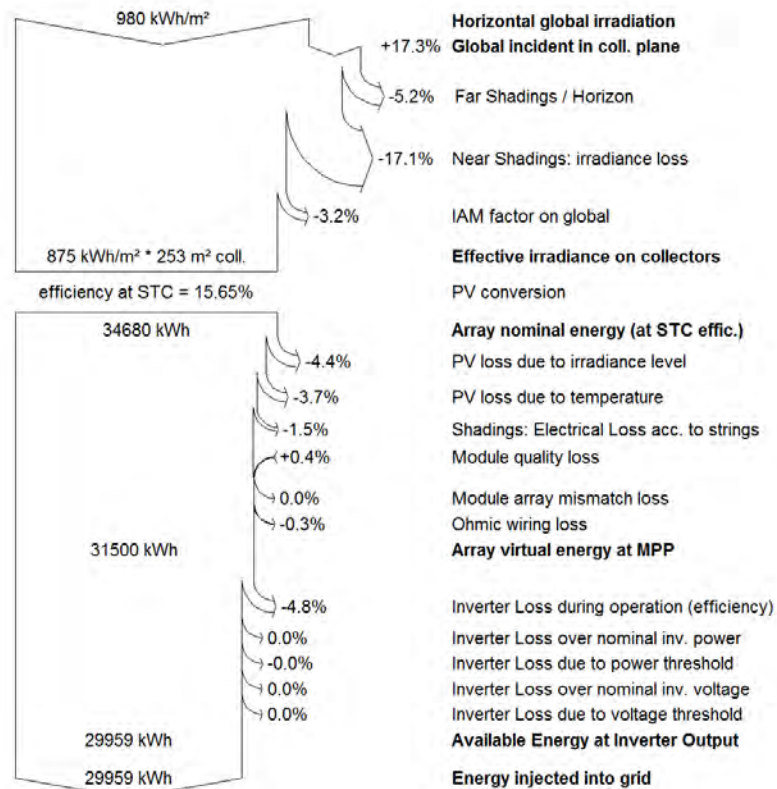 980 kWh/m² Horizontal global irradiation
+17.3% Global incident in coll. plane
-5.2% Far Shadings / Horizon
-17.1% Near Shadings: irradiance loss
-3.2% IAM factor on global
875 kWh/m² * 253 m² coll. Effective irradiance on collectors
efficiency at STC = 15.65% PV conversion
34680 kWh Array nominal energy (at STC effic.)
-4.4% PV loss due to irradiance level
-3.7% PV loss due to temperature
-1.5% Shadings: Electrical Loss acc. to strings
+0.4% Module quality loss
0.0% Module array mismatch loss
-0.3% Ohmic wiring loss
31500 kWh Array virtual energy at MPP
-4.8% Inverter Loss during operation (efficiency)
0.0% Inverter Loss over nominal inv. power
-0.0% Inverter Loss due to power threshold
0.0% Inverter Loss over nominal inv. voltage
0.0% Inverter Loss due to voltage threshold
29959 kWh Available Energy at Inverter Output
29959 kWh Energy injected into grid